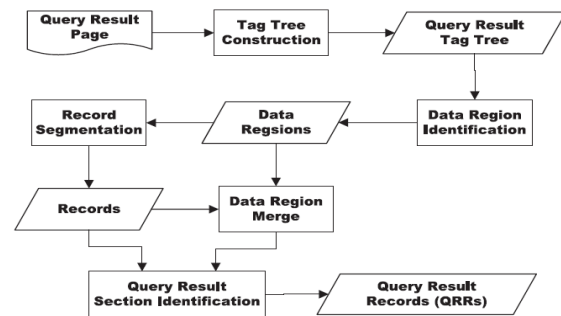 Query Result
Page
Tag Tree
Construction
Query Result
Tag Tree
Record
Segmentation
Data
Regsions
Data Region
Identification
Records
Data Region
Merge
Query Result
Section Identification
Query Result
Records (QRRs)